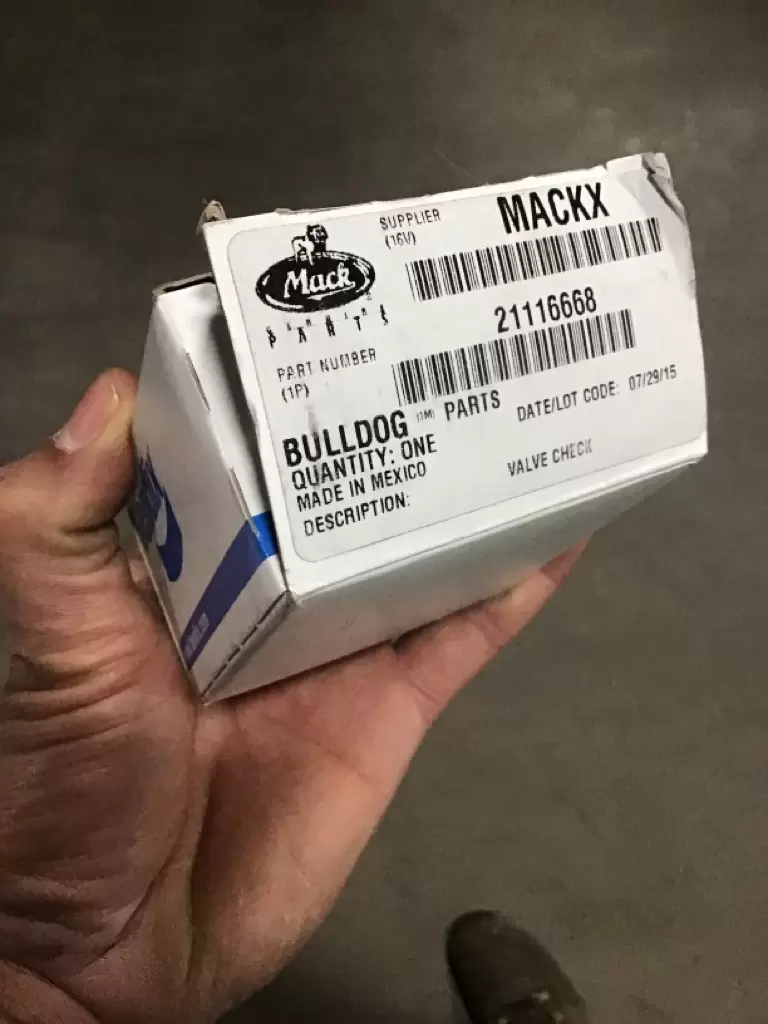 SUPPLIER
(16V)
MACKX
Mack
PARTS
21116668
PART NUMBER
(1P)
BULLDOG (TM) PARTS
DATE/LOT CODE: 07/29/15
QUANTITY: ONE
MADE IN MEXICO
VALVE CHECK
DESCRIPTION: